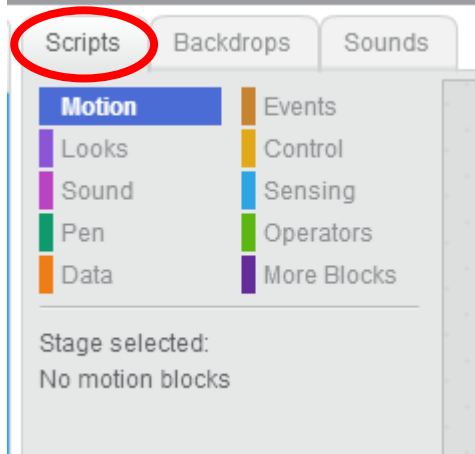 Scripts Backdrops Sounds
Motion Events
Looks Control
Sound Sensing
Pen Operators
Data More Blocks
Stage selected:
No motion blocks